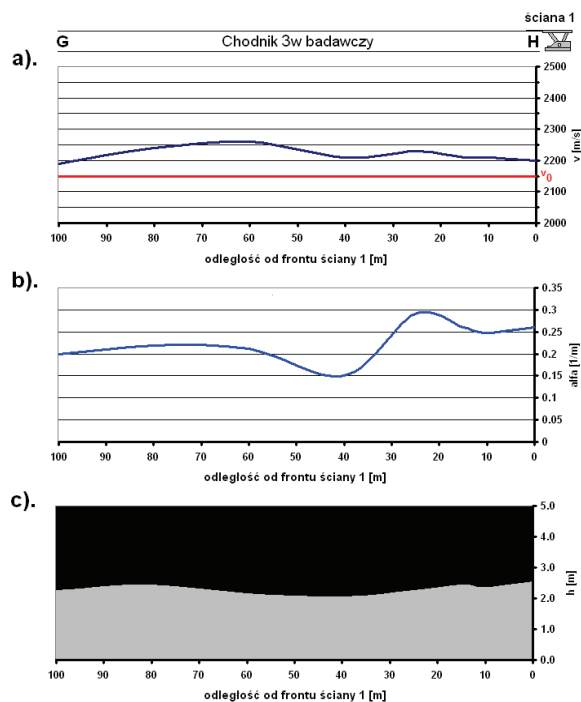 ściana 1
G Chodnik 3w badawczy H
a).
2500
2400
2300
2200
v₀
2100
2000
v [m/s]
100 90 80 70 60 50 40 30 20 10 0
odległość od frontu ściany 1 [m]
b).
0.35
0.3
0.25
0.2
0.15
0.1
0.05
0
alfa [1/m]
100 90 80 70 60 50 40 30 20 10 0
odległość od frontu ściany 1 [m]
c).
5.0
4.0
3.0
2.0
1.0
0.0
h [m]
100 90 80 70 60 50 40 30 20 10 0
odległość od frontu ściany 1 [m]